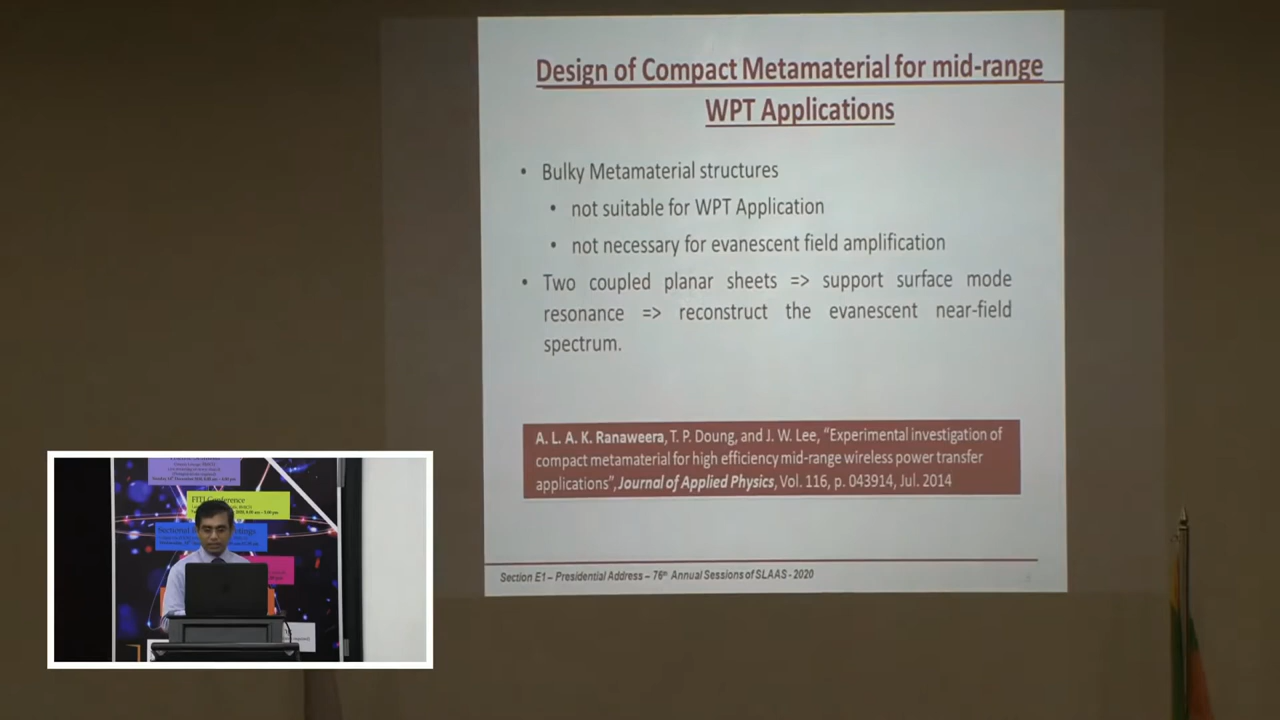 Design of Compact Metamaterial for mid-range
WPT Applications
• Bulky Metamaterial structures
• not suitable for WPT Application
• not necessary for evanescent field amplification
• Two coupled planar sheets => support surface mode
resonance => reconstruct the evanescent near-field
spectrum.
A. L. A. K. Ranaweera, T. P. Doung, and J. W. Lee, “Experimental investigation of
compact metamaterial for high efficiency mid-range wireless power transfer
applications”, Journal of Applied Physics, Vol. 116, p. 043914, Jul. 2014
Section E1 – Presidential Address – 76th Annual Sessions of SLAAS - 2020
FITI Conference
Sectional